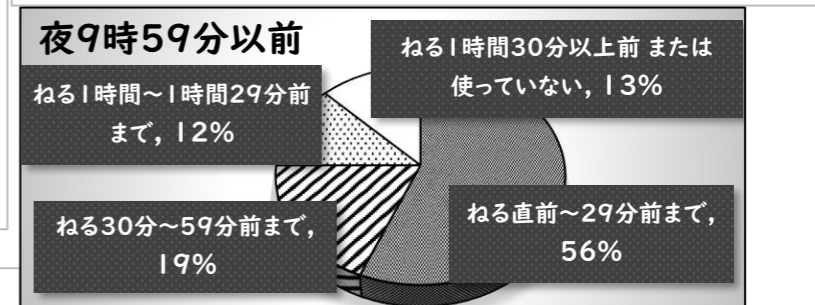 夜9時59分以前
ねる1時間30分以上前 または
使っていない, 13%
ねる1時間～1時間29分前
まで, 12%
ねる30分～59分前まで,
19%
ねる直前～29分前まで,
56%